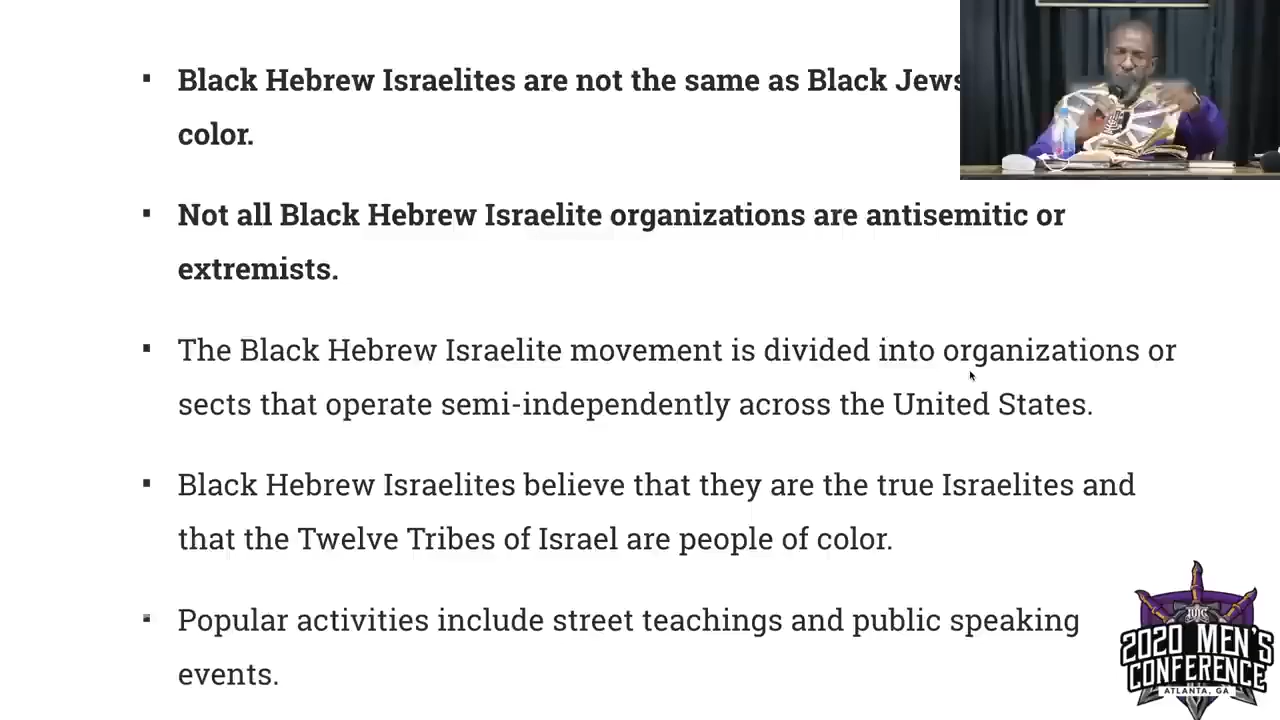 Black Hebrew Israelites are not the same as Black Jews
color.
Not all Black Hebrew Israelite organizations are antisemitic or
extremists.
The Black Hebrew Israelite movement is divided into organizations or
sects that operate semi-independently across the United States.
Black Hebrew Israelites believe that they are the true Israelites and
that the Twelve Tribes of Israel are people of color.
Popular activities include street teachings and public speaking
events.
IUIC
2020 MEN'S
CONFERENCE
ATLANTA, GA